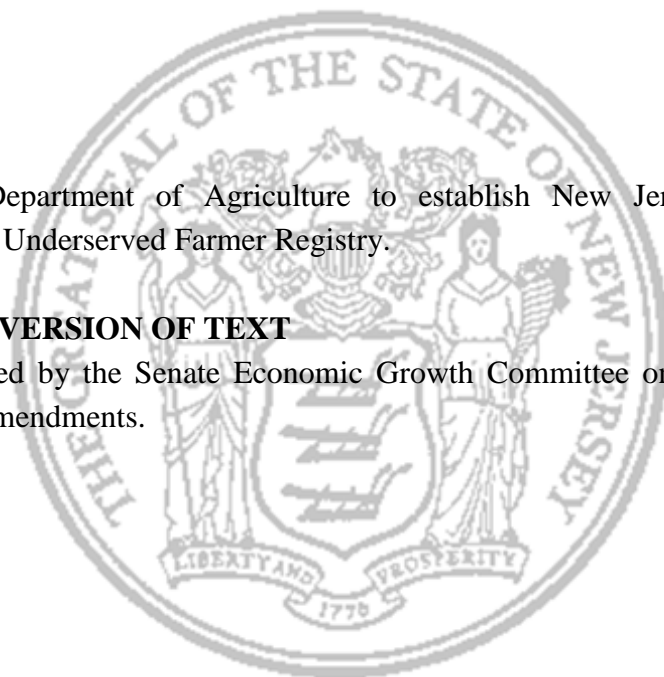 THE GREAT SEAL OF THE STATE OF NEW JERSEY
Department of Agriculture to establish New Jer
Underserved Farmer Registry.
VERSION OF TEXT
ed by the Senate Economic Growth Committee on
mendments.
LIBERTY AND PROSPERITY
1776